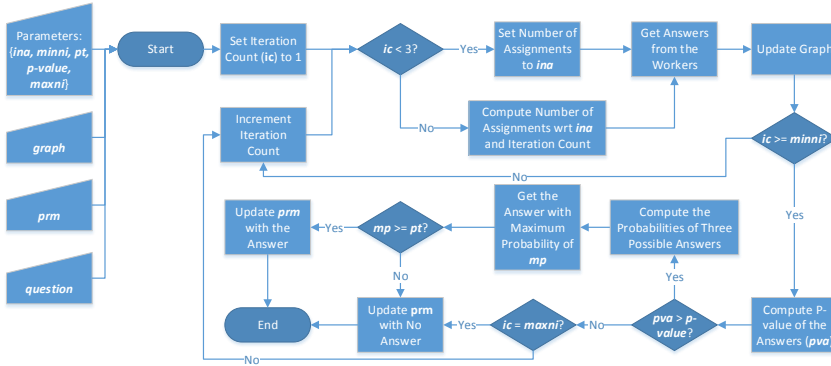 Parameters:
{ina, minni, pt,
p-value,
maxni}
Start
Set Iteration
Count (ic) to 1
ic < 3?
Yes
Set Number of
Assignments
to ina
Get Answers
from the
Workers
Update Graph
No
Compute Number of
Assignments wrt ina
and Iteration Count
Increment
Iteration
Count
ic >= minni?
No
Yes
graph
prm
question
Update prm
with the
Answer
Yes
mp >= pt?
No
Get the
Answer with
Maximum
Probability of
mp
Compute the
Probabilities of Three
Possible Answers
Yes
End
Update prm
with No
Answer
Yes
ic = maxni?
No
No
pva > p-
value?
Compute P-
value of the
Answers (pva)